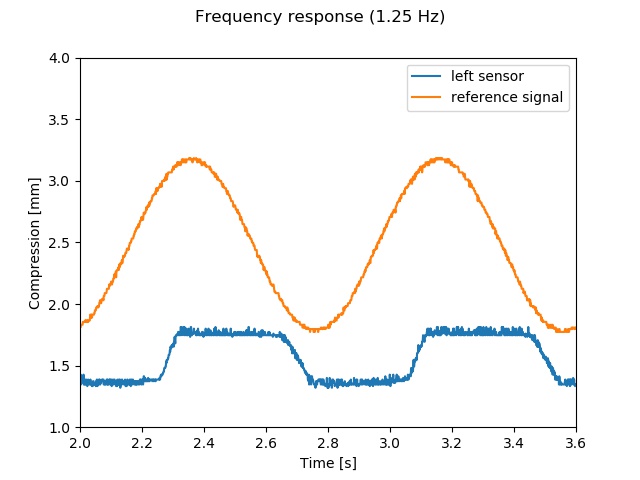 Frequency response (1.25 Hz)
4.0
3.5
3.0
2.5
2.0
1.5
1.0
Compression [mm]
left sensor
reference signal
2.0 2.2 2.4 2.6 2.8 3.0 3.2 3.4 3.6
Time [s]